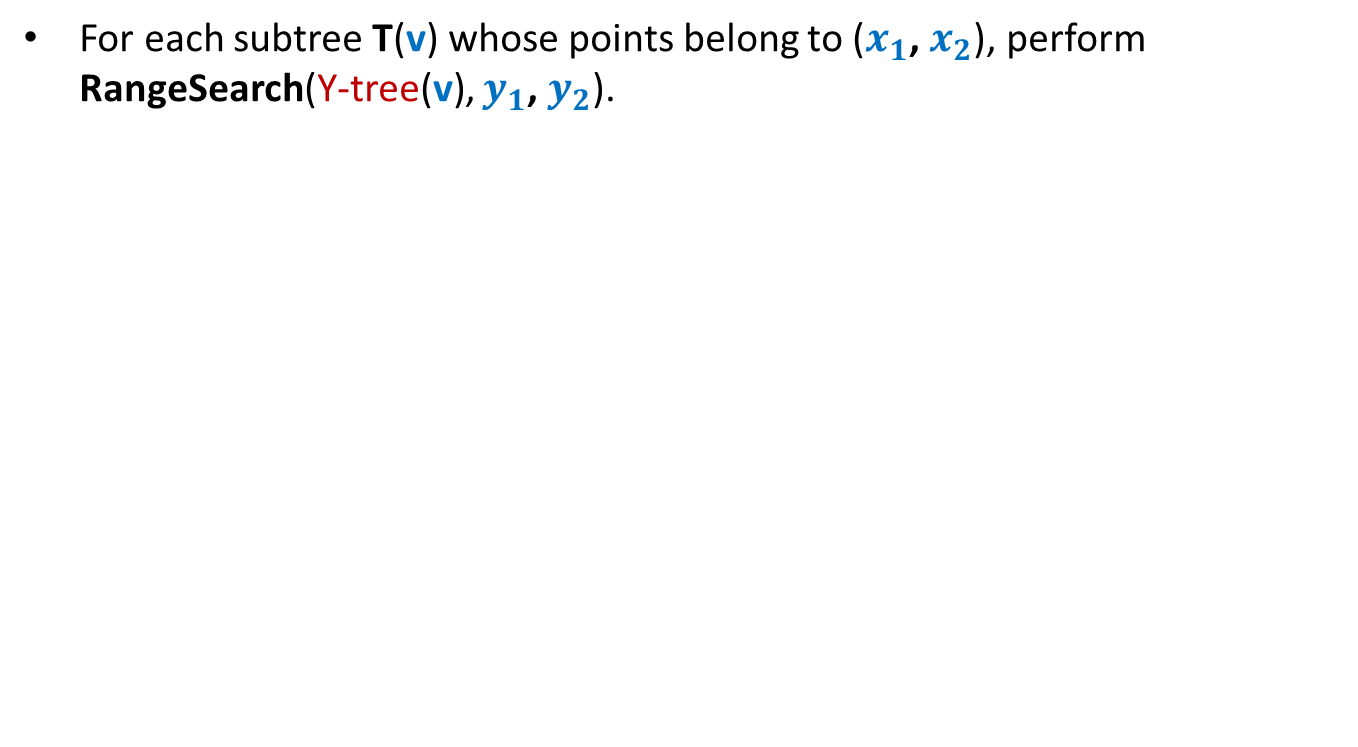 • For each subtree T(v) whose points belong to (x₁, x₂), perform
RangeSearch(Y-tree(v), y₁, y₂).